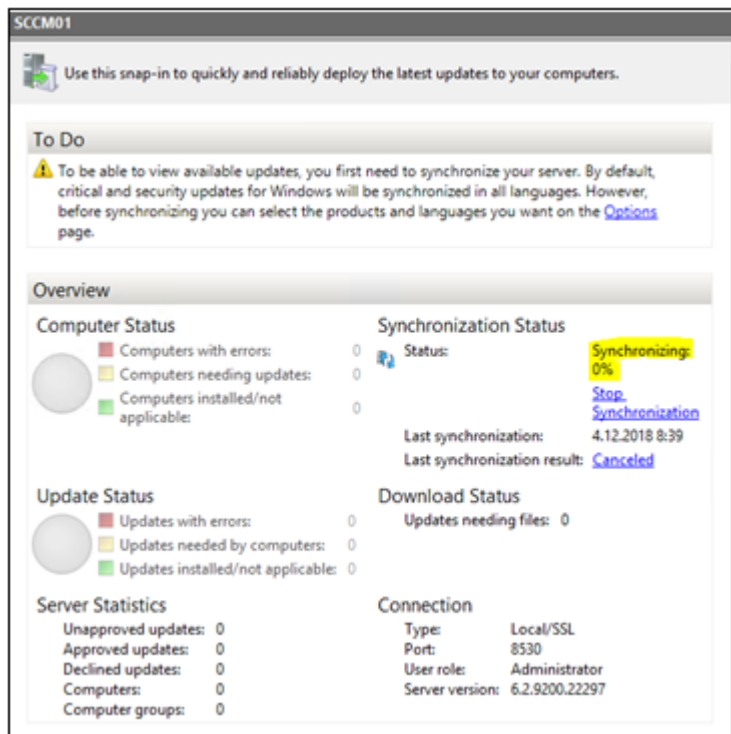 SCCM01
Use this snap-in to quickly and reliably deploy the latest updates to your computers.
To Do
To be able to view available updates, you first need to synchronize your server. By default,
critical and security updates for Windows will be synchronized in all languages. However,
before synchronizing you can select the products and languages you want on the Options
page.
Overview
Computer Status
Computers with errors: 0
Computers needing updates: 0
Computers installed/not
applicable: 0
Synchronization Status
Status: Synchronizing:
0%
Stop
Synchronization
Last synchronization: 4.12.2018 8:39
Last synchronization result: Canceled
Update Status
Updates with errors: 0
Updates needed by computers: 0
Updates installed/not applicable: 0
Download Status
Updates needing files: 0
Server Statistics
Unapproved updates: 0
Approved updates: 0
Declined updates: 0
Computers: 0
Computer groups: 0
Connection
Type: Local/SSL
Port: 8530
User role: Administrator
Server version: 6.2.9200.22297